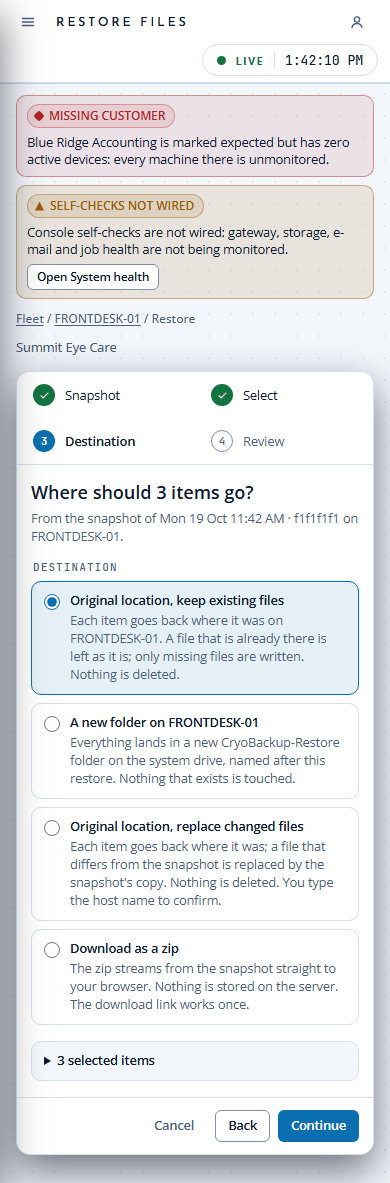 RESTORE FILES
LIVE 1:42:10 PM
MISSING CUSTOMER
Blue Ridge Accounting is marked expected but has zero
active devices: every machine there is unmonitored.
SELF-CHECKS NOT WIRED
Console self-checks are not wired: gateway, storage, e-
mail and job health are not being monitored.
Open System health
Fleet / FRONTDESK-01 / Restore
Summit Eye Care
Snapshot
Select
3 Destination
4 Review
Where should 3 items go?
From the snapshot of Mon 19 Oct 11:42 AM · f1f1f1f1 on
FRONTDESK-01.
DESTINATION
Original location, keep existing files
Each item goes back where it was on
FRONTDESK-01. A file that is already there is
left as it is; only missing files are written.
Nothing is deleted.
A new folder on FRONTDESK-01
Everything lands in a new CryoBackup-Restore
folder on the system drive, named after this
restore. Nothing that exists is touched.
Original location, replace changed files
Each item goes back where it was; a file that
differs from the snapshot is replaced by the
snapshot's copy. Nothing is deleted. You type
the host name to confirm.
Download as a zip
The zip streams from the snapshot straight to
your browser. Nothing is stored on the server.
The download link works once.
3 selected items
Cancel
Back
Continue